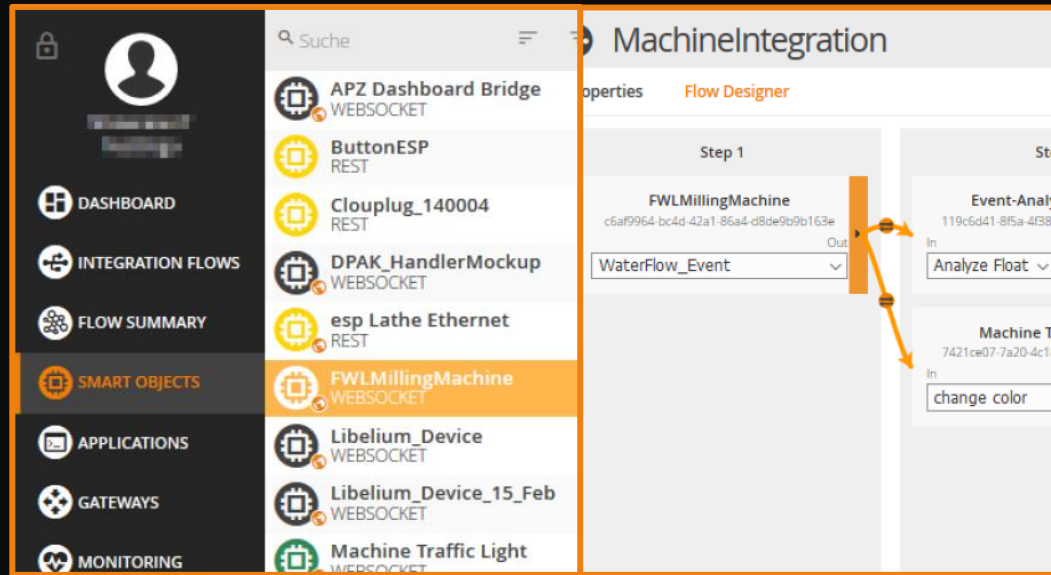 DASHBOARD
INTEGRATION FLOWS
FLOW SUMMARY
SMART OBJECTS
APPLICATIONS
GATEWAYS
MONITORING
Suche
APZ Dashboard Bridge
WEBSOCKET
ButtonESP
REST
Clouplug_140004
REST
DPAK_HandlerMockup
WEBSOCKET
esp Lathe Ethernet
REST
FWLMillingMachine
WEBSOCKET
Libelium_Device
WEBSOCKET
Libelium_Device_15_Feb
WEBSOCKET
Machine Traffic Light
WEBSOCKET
MachineIntegration
operties Flow Designer
Step 1
FWLMillingMachine
c6af9964-bc4d-42a1-86a4-d8de9b9b163e
Out
WaterFlow_Event
St
Event-Analy
119c6d41-8f5a-4f38
In
Analyze Float
Machine T
7421ce07-7a20-4c1
In
change color